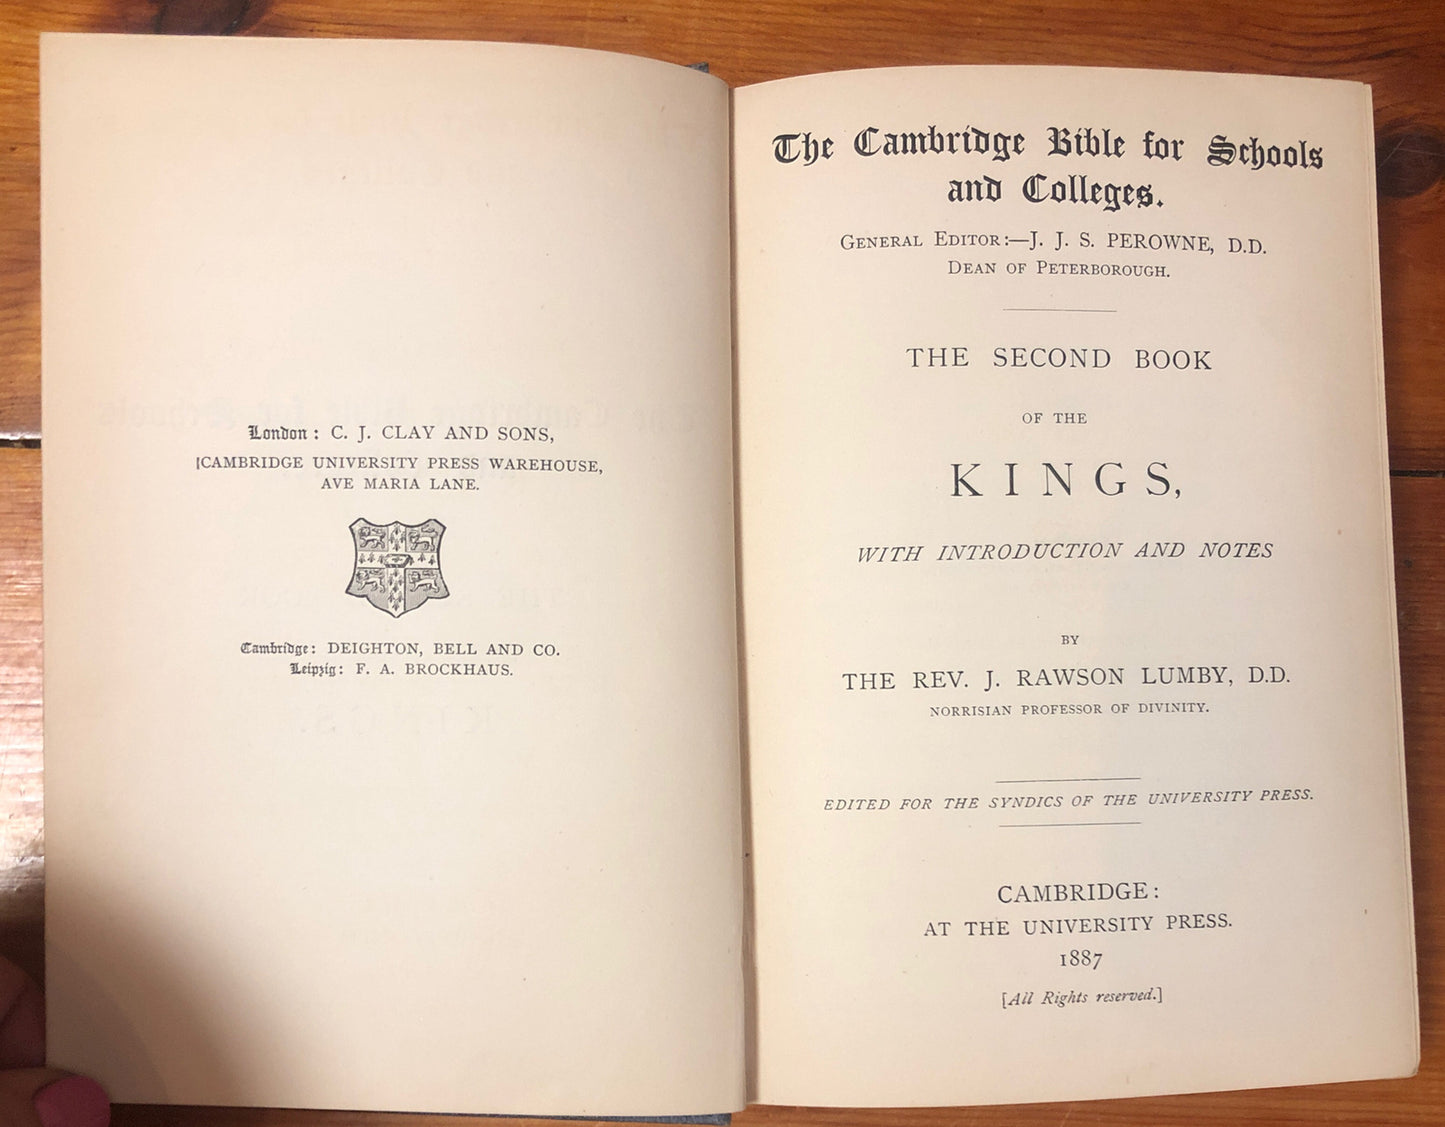 London: C. J. CLAY AND SONS,
CAMBRIDGE UNIVERSITY PRESS WAREHOUSE,
AVE MARIA LANE.
Cambridge: DEIGHTON, BELL AND CO.
Leipzig: F. A. BROCKHAUS.
The Cambridge Bible for Schools
and Colleges.
GENERAL EDITOR:—J. J. S. PEROWNE, D.D.
DEAN OF PETERBOROUGH.
THE SECOND BOOK
OF THE
KINGS,
WITH INTRODUCTION AND NOTES
BY
THE REV. J. RAWSON LUMBY, D.D.
NORRISIAN PROFESSOR OF DIVINITY.
EDITED FOR THE SYNDICS OF THE UNIVERSITY PRESS.
CAMBRIDGE:
AT THE UNIVERSITY PRESS.
1887
[All Rights reserved.]